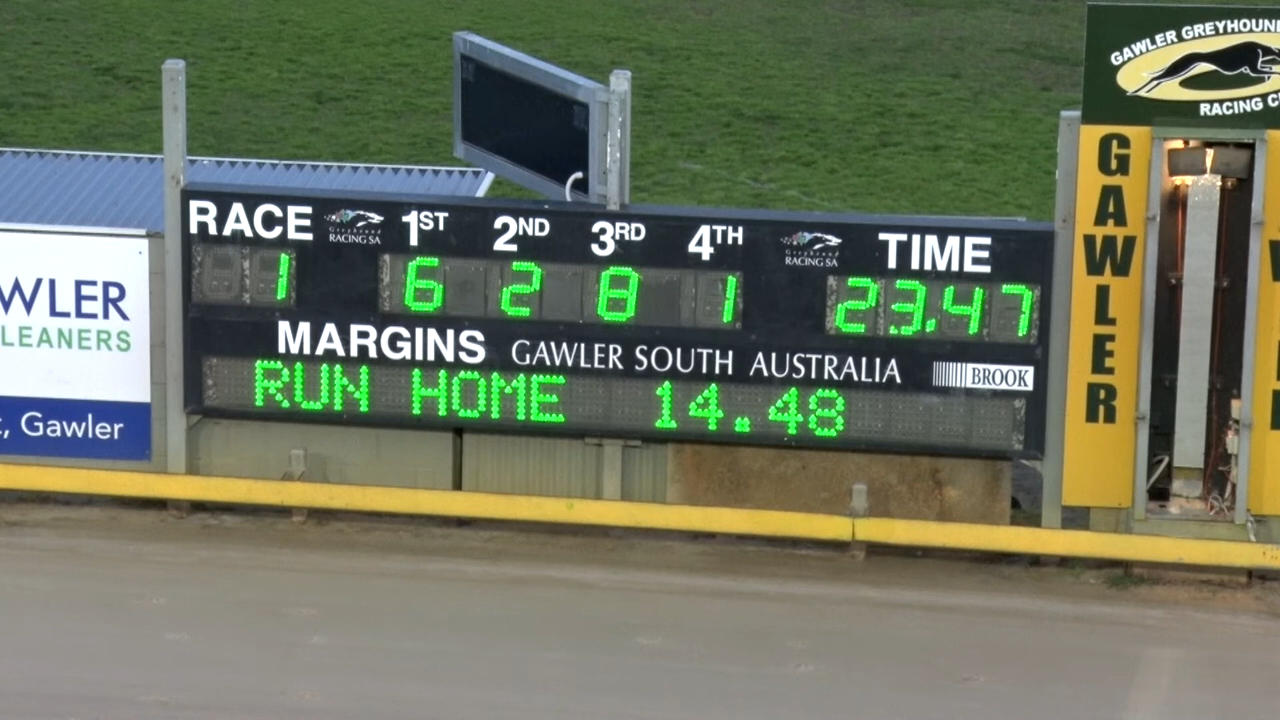 GAWLER GREYHOUND
RACING C
GAWLER
RACE 1ST 2ND 3RD 4TH TIME
Greyhound RACING SA
Greyhound RACING SA
1 6 2 8 1 23.47
MARGINS GAWLER SOUTH AUSTRALIA BROOK
RUN HOME 14.48
WLER
LEANERS
, Gawler